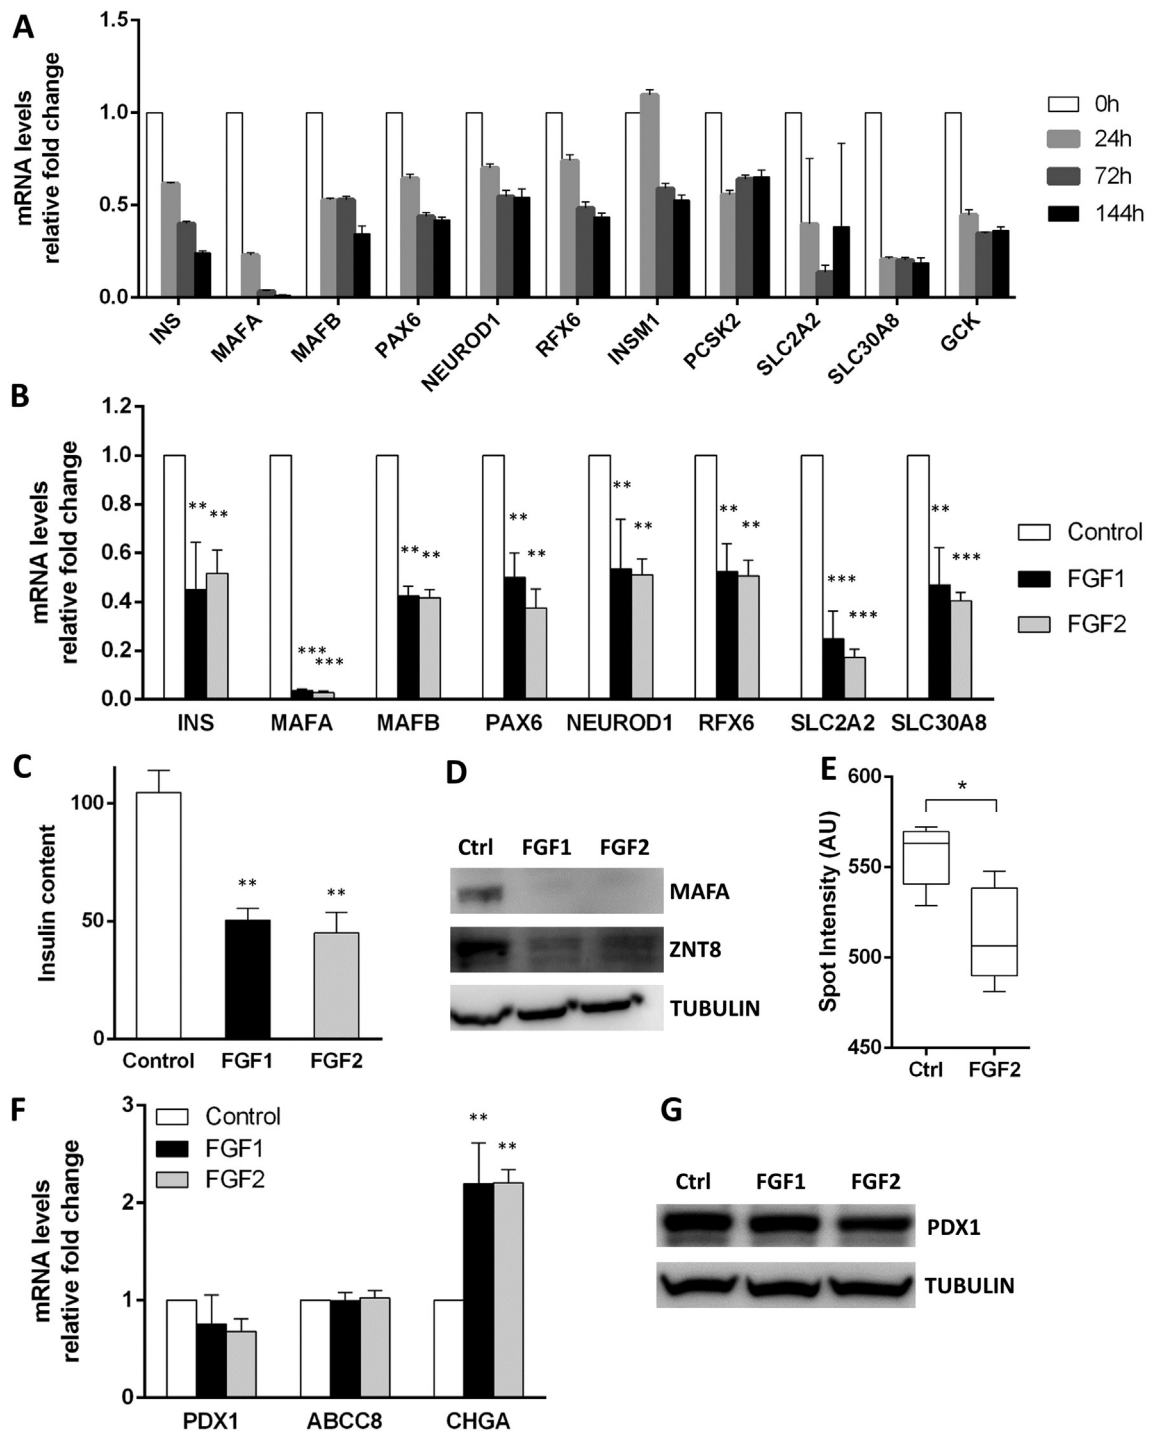 A
mRNA levels
relative fold change
1.5
1.0
0.5
0.0
INS
MAFA
MAFB
PAX6
NEUROD1
RFX6
INSM1
PCSK2
SLC2A2
SLC30A8
GCK
0h
24h
72h
144h
B
mRNA levels
relative fold change
1.2
1.0
0.8
0.6
0.4
0.2
0.0
** **
***
***
** **
**
**
**
**
**
**
***
***
**
***
INS MAFA MAFB PAX6 NEUROD1 RFX6 SLC2A2 SLC30A8
Control
FGF1
FGF2
C
Insulin content
100
50
0
**
**
Control FGF1 FGF2
D
Ctrl FGF1 FGF2
MAFA
ZNT8
TUBULIN
E
Spot Intensity (AU)
600
550
500
450
*
Ctrl FGF2
F
mRNA levels
relative fold change
3
2
1
0
Control
FGF1
FGF2
**
**
PDX1 ABCC8 CHGA
G
Ctrl FGF1 FGF2
PDX1
TUBULIN